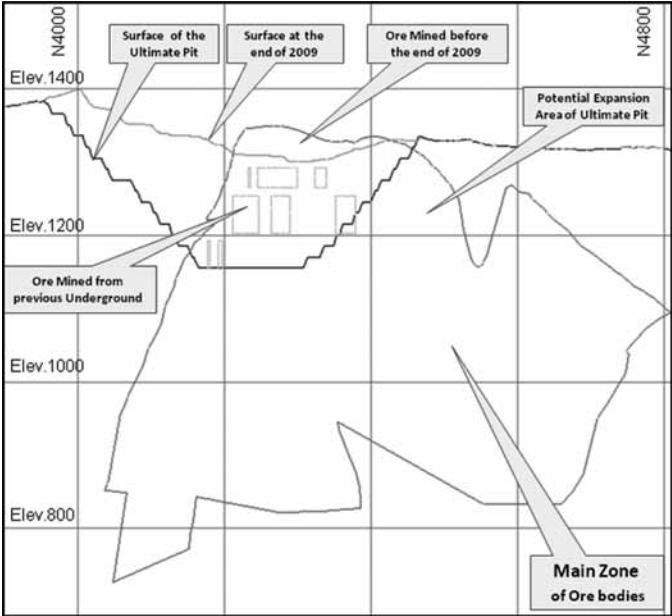 N4000
N4800
Surface of the
Ultimate Pit
Surface at the
end of 2009
Ore Mined before
the end of 2009
Elev.1400
Potential Expansion
Area of Ultimate Pit
Elev.1200
Ore Mined from
previous Underground
Elev.1000
Elev.800
Main Zone
of Ore bodies